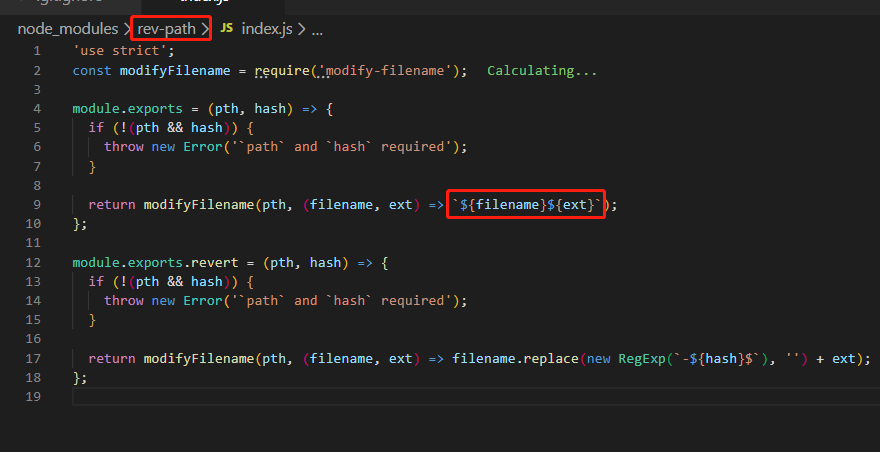 index.js
node_modules > rev-path > JS index.js > ...
1 'use strict';
2 const modifyFilename = require('modify-filename'); Calculating...
3
4 module.exports = (pth, hash) => {
5 if (!(pth && hash)) {
6 throw new Error('`path` and `hash` required');
7 }
8
9 return modifyFilename(pth, (filename, ext) => `${filename}${ext}`);
10 };
11
12 module.exports.revert = (pth, hash) => {
13 if (!(pth && hash)) {
14 throw new Error('`path` and `hash` required');
15 }
16
17 return modifyFilename(pth, (filename, ext) => filename.replace(new RegExp(`-${hash}$`), '') + ext);
18 };
19